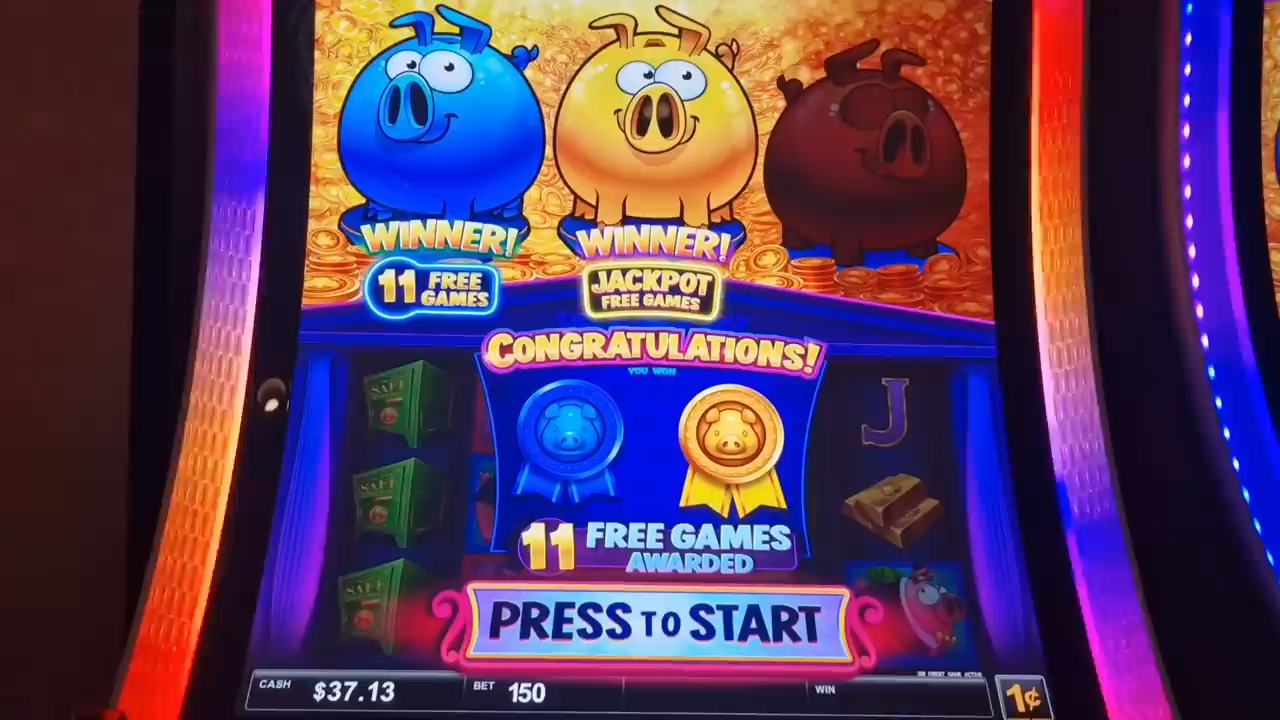 WINNER!
WINNER!
11 FREE GAMES
JACKPOT FREE GAMES
CONGRATULATIONS!
YOU WON
SAFE
J
SAFE
11 FREE GAMES
AWARDED
SAFE
PRESS TO START
CASH $37.13 BET 150 WIN
1¢